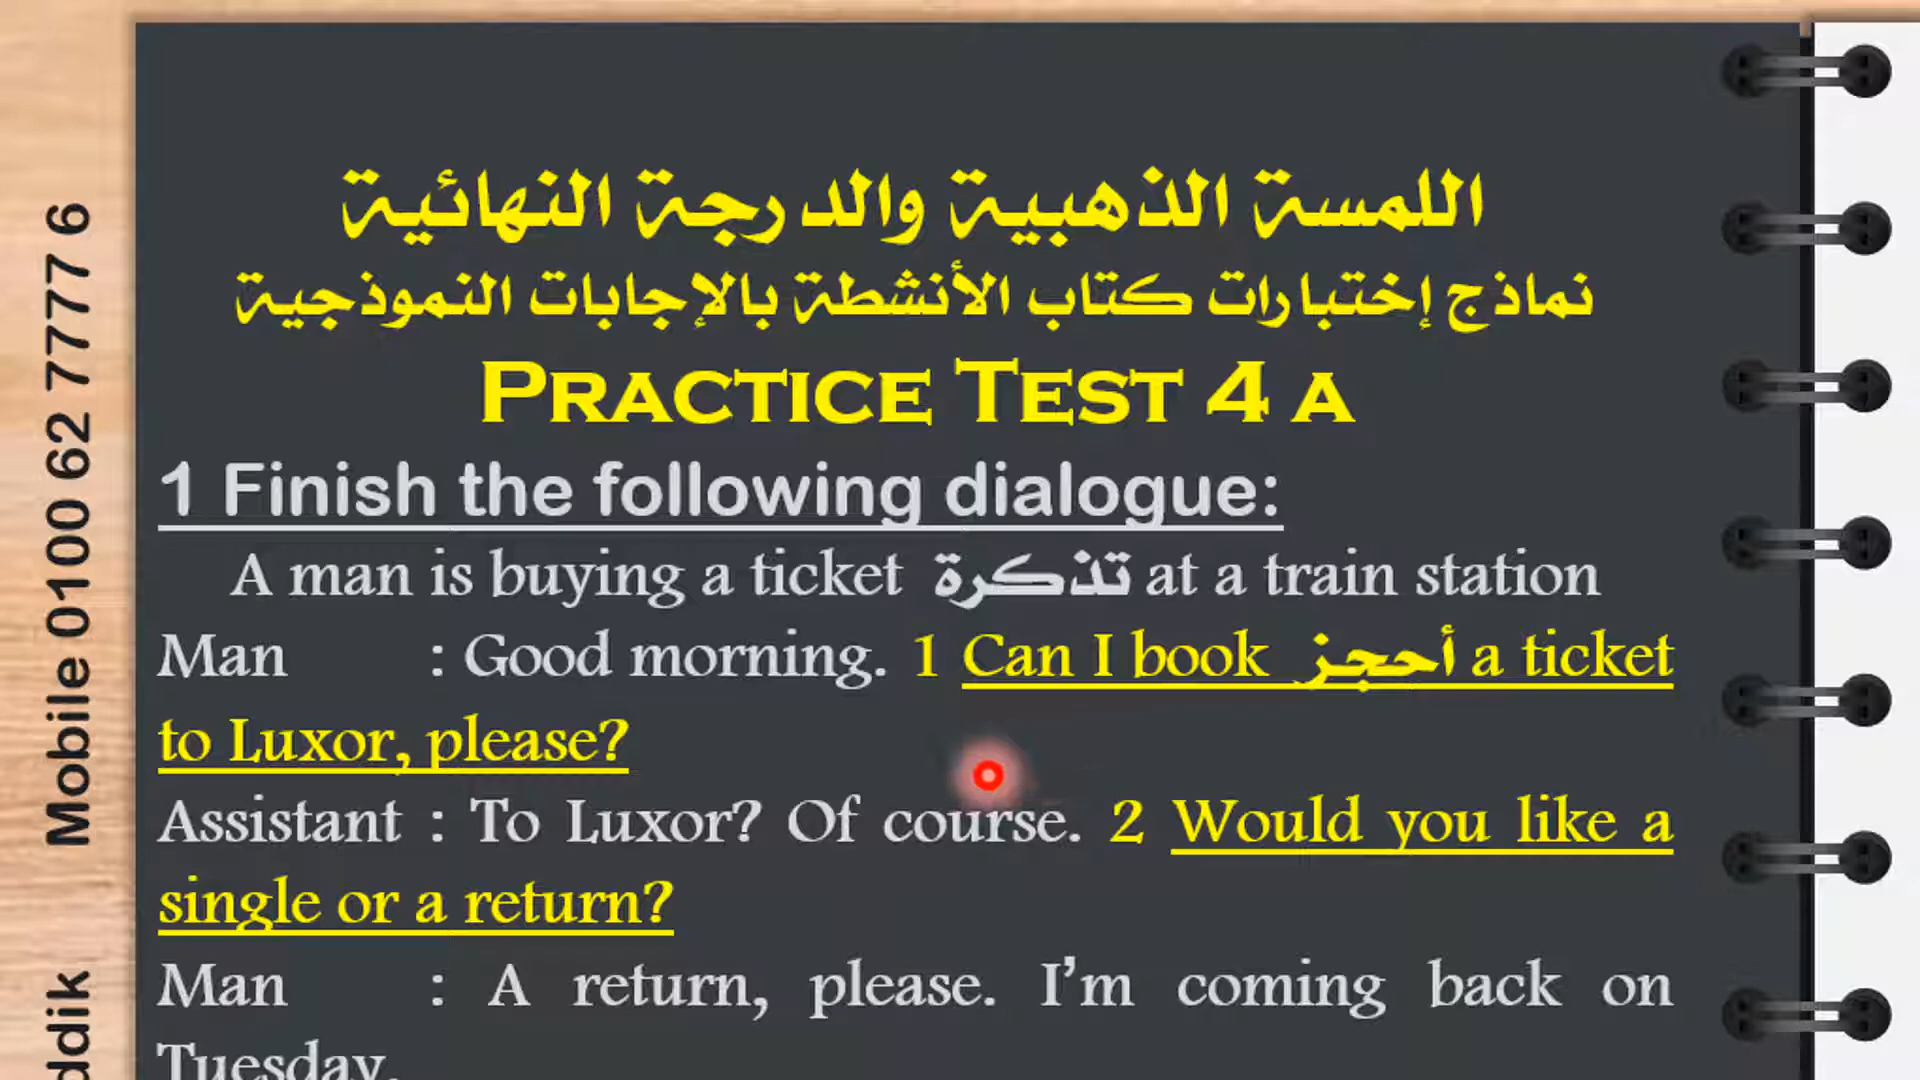 اللمسة الذهبية والدرجة النهائية
نماذج إختبارات كتاب الأنشطة بالإجابات النموذجية
PRACTICE TEST 4 A
1 Finish the following dialogue:
A man is buying a ticket تذكرة at a train station
Man : Good morning. 1 Can I book أحجز a ticket
to Luxor, please?
Assistant : To Luxor? Of course. 2 Would you like a
single or a return?
Man : A return, please. I'm coming back on
Tuesday.
Mobile 0100 62 7777 6
ddik